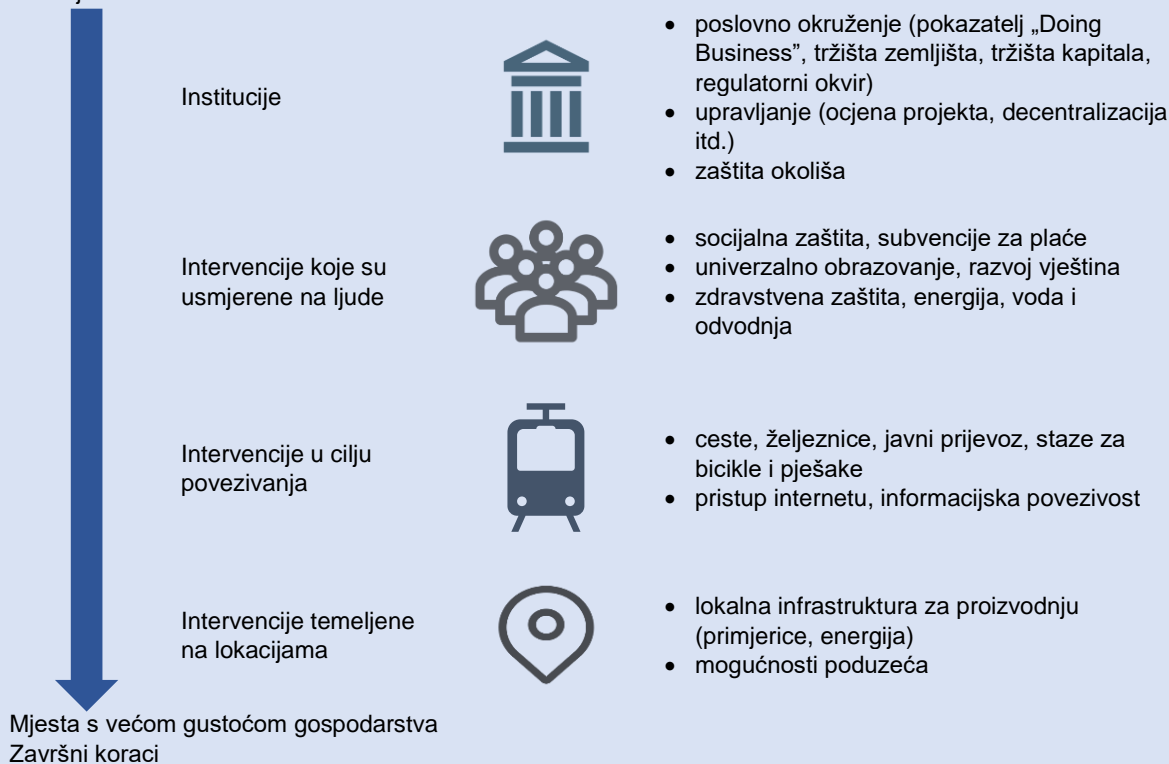 Institucije
• poslovno okruženje (pokazatelj „Doing
Business”, tržišta zemljišta, tržišta kapitala,
regulatorni okvir)
• upravljanje (ocjena projekta, decentralizacija
itd.)
• zaštita okoliša
Intervencije koje su
usmjerene na ljude
• socijalna zaštita, subvencije za plaće
• univerzalno obrazovanje, razvoj vještina
• zdravstvena zaštita, energija, voda i
odvodnja
Intervencije u cilju
povezivanja
• ceste, željeznice, javni prijevoz, staze za
bicikle i pješake
• pristup internetu, informacijska povezivost
Intervencije temeljene
na lokacijama
• lokalna infrastruktura za proizvodnju
(primjerice, energija)
• mogućnosti poduzeća
Mjesta s većom gustoćom gospodarstva
Završni koraci